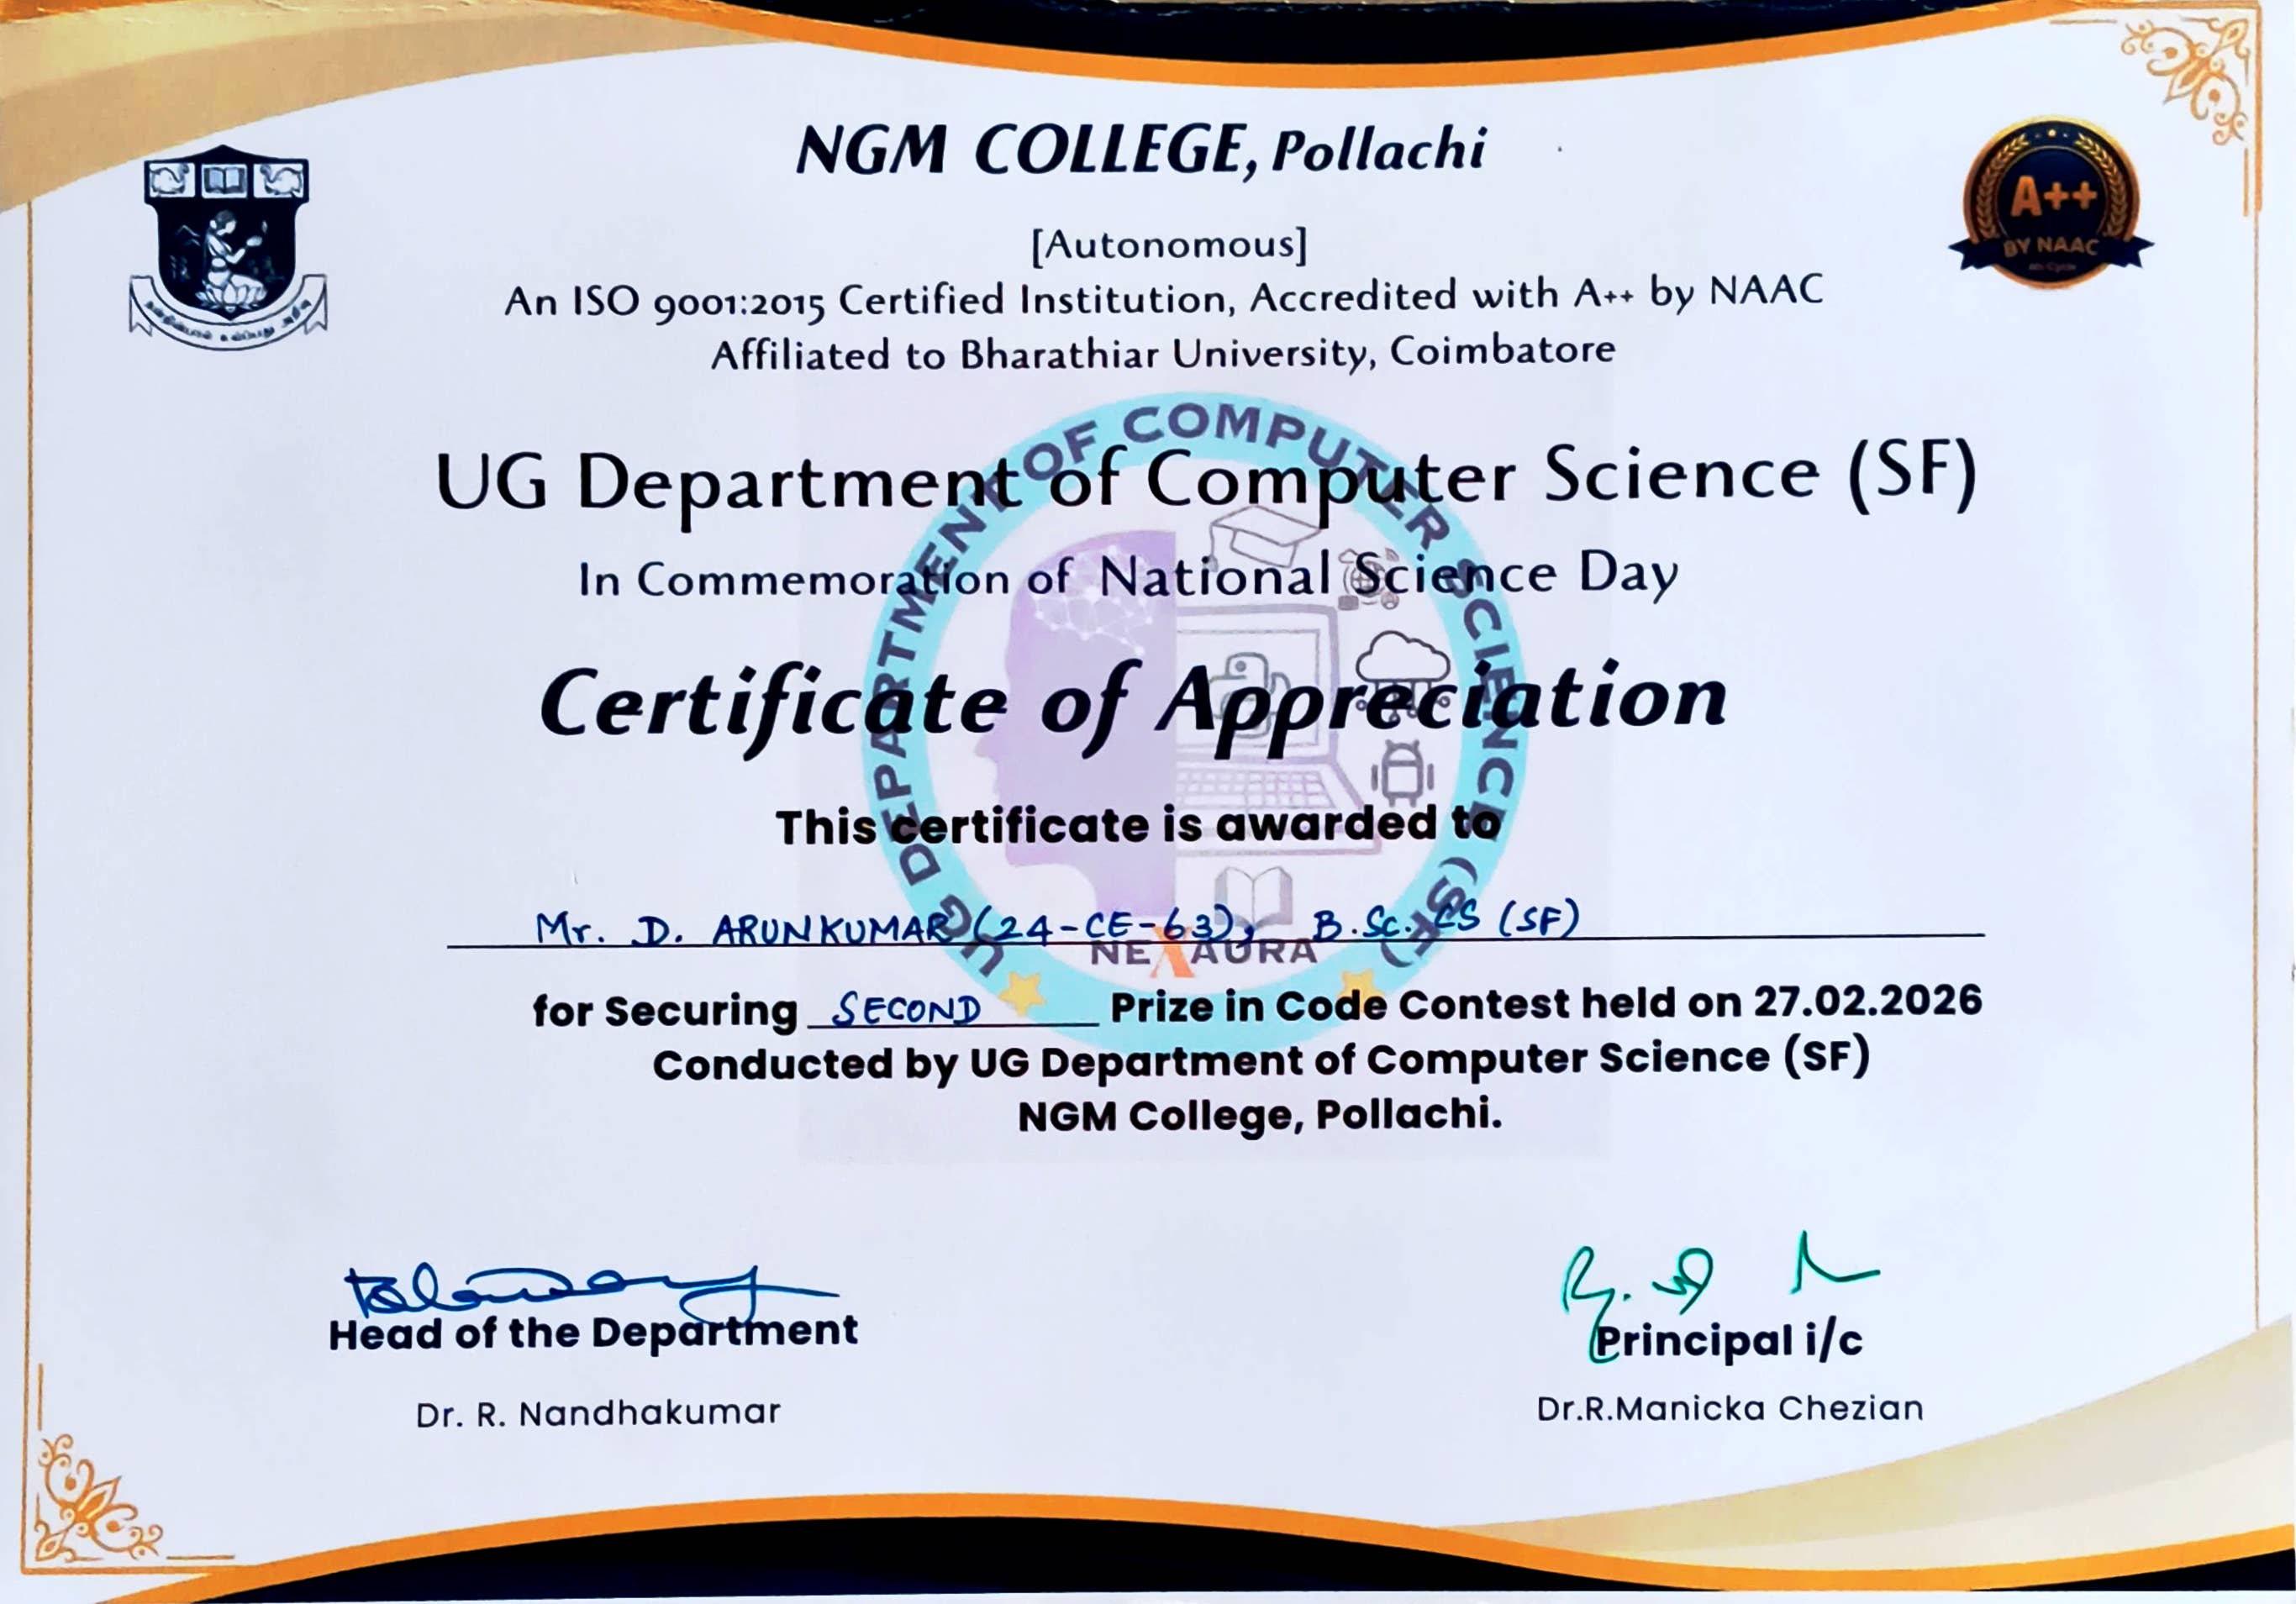 NGM COLLEGE, Pollachi
[Autonomous]
An ISO 9001:2015 Certified Institution, Accredited with A++ by NAAC
Affiliated to Bharathiar University, Coimbatore
A++
BY NAAC
UG Department of Computer Science (SF)
In Commemoration of National Science Day
Certificate of Appreciation
This certificate is awarded to
Mr. D. ARUNKUMAR (24-CE-63), B.Sc. CS (SF)
for Securing SECOND Prize in Code Contest held on 27.02.2026
Conducted by UG Department of Computer Science (SF)
NGM College, Pollachi.
UG DEPARTMENT OF COMPUTER SCIENCE (SF)
NEXAURA
Head of the Department
Dr. R. Nandhakumar
Principal i/c
Dr.R.Manicka Chezian